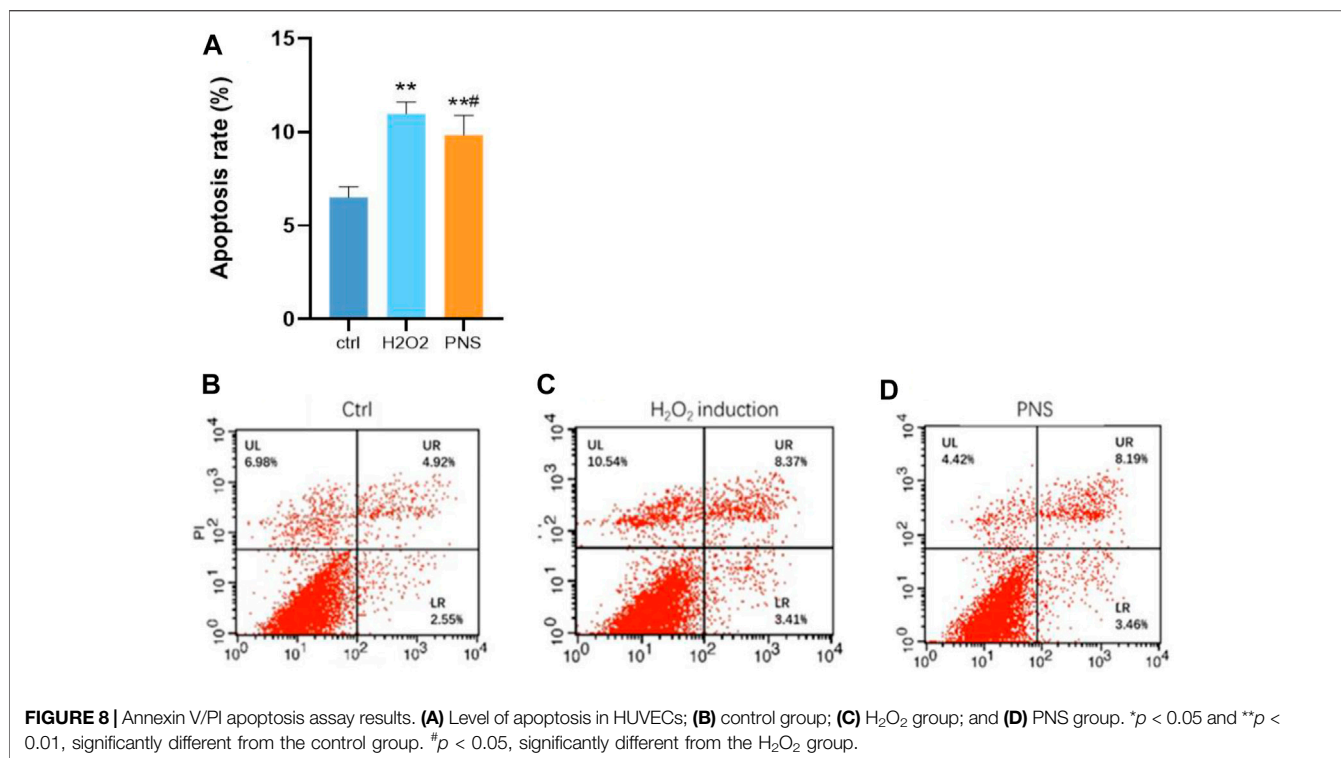 A
Apoptosis rate (%)
15
10
5
0
**
**#
ctrl H2O2 PNS
B
Ctrl
PI
10⁴
10³
10²
10¹
10⁰
UL
6.98%
UR
4.92%
LR
2.55%
10⁰ 10¹ 10² 10³ 10⁴
C
H₂O₂ induction
10⁴
10³
10²
10¹
10⁰
UL
10.54%
UR
8.37%
LR
3.41%
10⁰ 10¹ 10² 10³ 10⁴
D
PNS
10⁴
10³
10²
10¹
10⁰
UL
4.42%
UR
8.19%
LR
3.46%
10⁰ 10¹ 10² 10³ 10⁴
FIGURE 8 | Annexin V/PI apoptosis assay results. (A) Level of apoptosis in HUVECs; (B) control group; (C) H₂O₂ group; and (D) PNS group. *p < 0.05 and **p <
0.01, significantly different from the control group. #p < 0.05, significantly different from the H₂O₂ group.